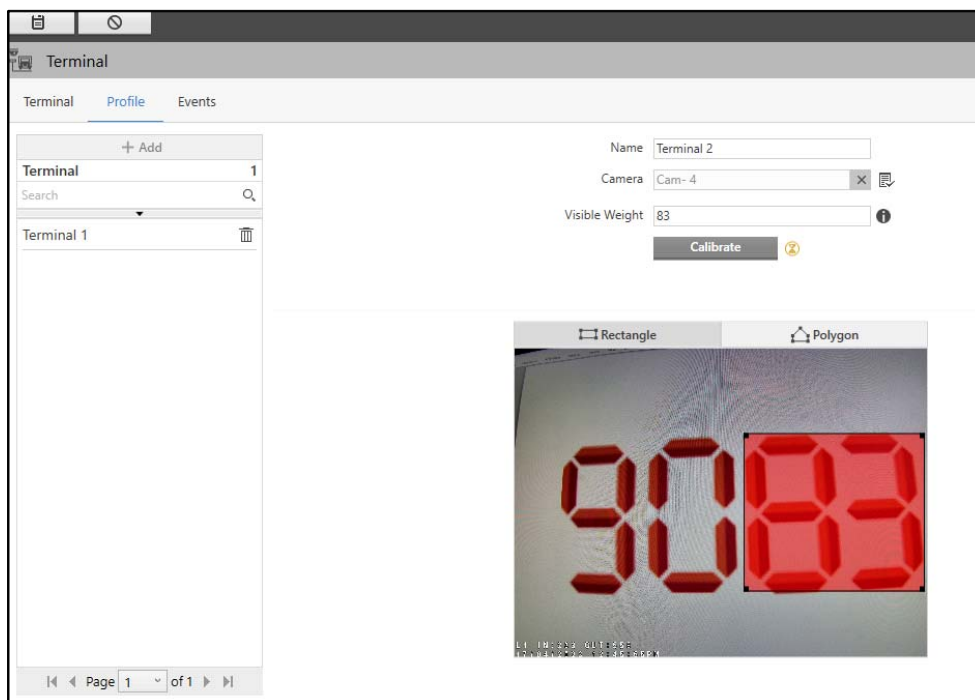 Terminal
Terminal Profile Events
+ Add
Terminal 1
Search
Terminal 1
Page 1 of 1
Name Terminal 2
Camera Cam- 4
Visible Weight 83
Calibrate
Rectangle Polygon
9083